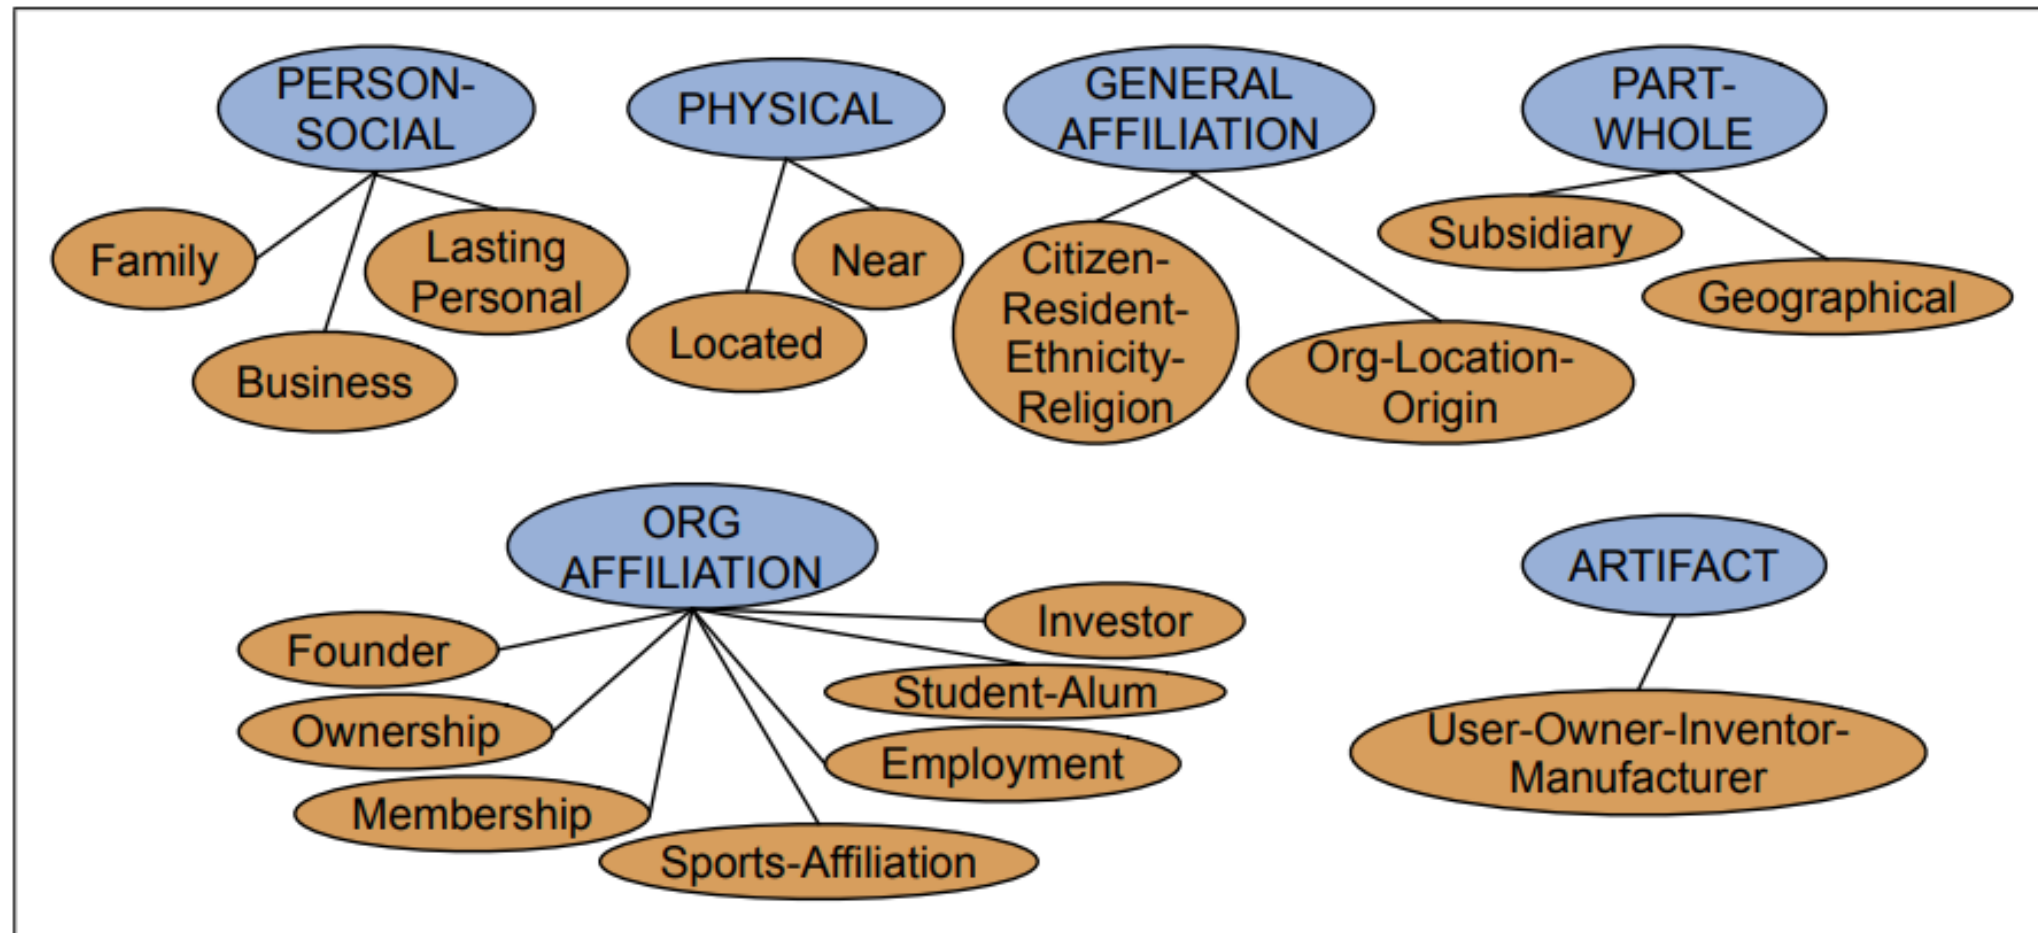 PERSON-
SOCIAL
PHYSICAL
GENERAL
AFFILIATION
PART-
WHOLE
Family
Lasting
Personal
Business
Near
Located
Citizen-
Resident-
Ethnicity-
Religion
Org-Location-
Origin
Subsidiary
Geographical
ORG
AFFILIATION
Founder
Ownership
Membership
Sports-Affiliation
Employment
Student-Alum
Investor
ARTIFACT
User-Owner-Inventor-
Manufacturer